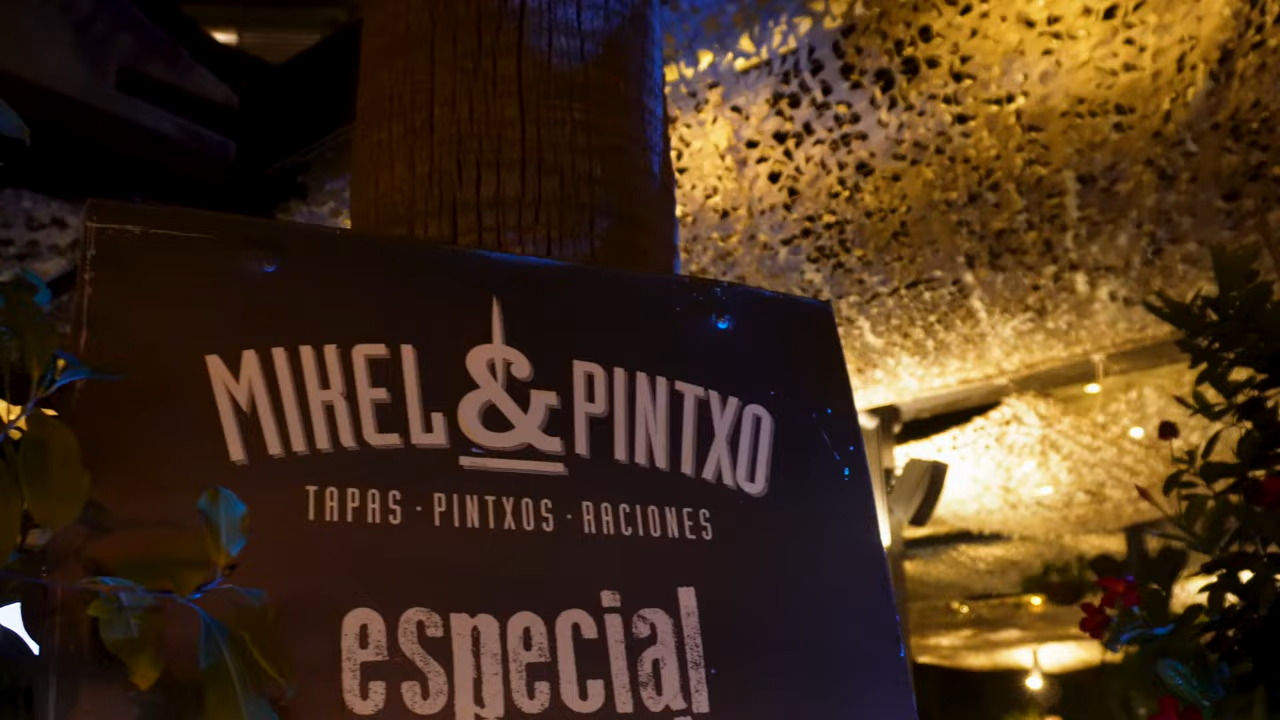 MIKEL & PINTXO
TAPAS · PINTXOS · RACIONES
especial